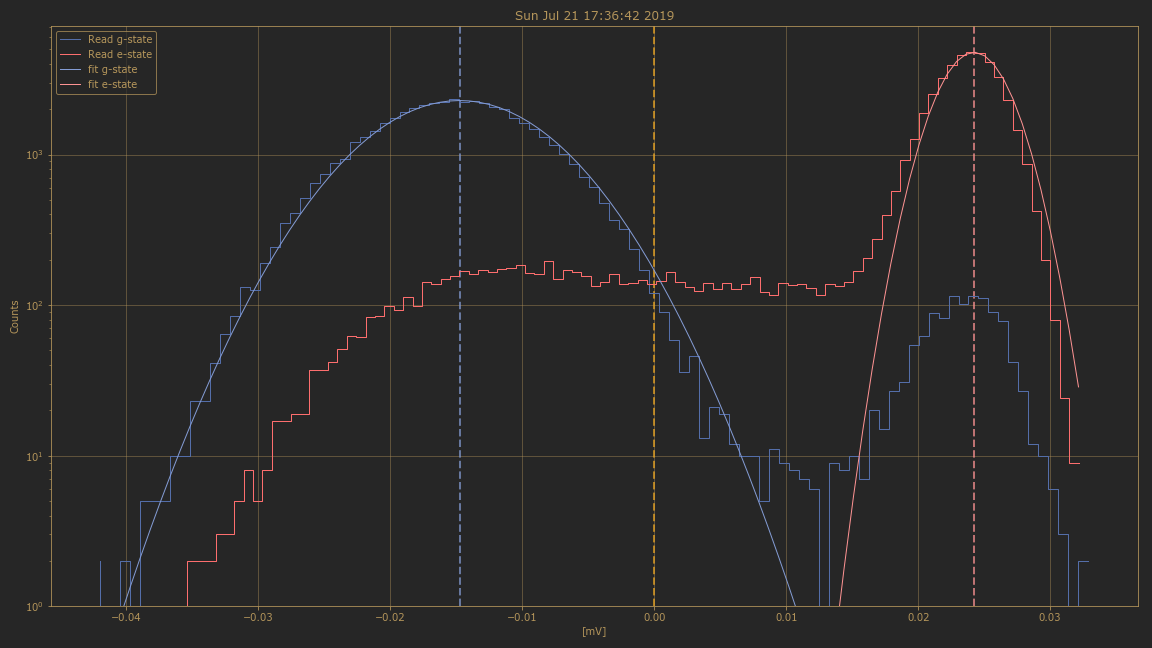 Sun Jul 21 17:36:42 2019
Read g-state
Read e-state
fit g-state
fit e-state
Counts
10³
10²
10¹
10⁰
−0.04 −0.03 −0.02 −0.01 0.00 0.01 0.02 0.03
[mV]